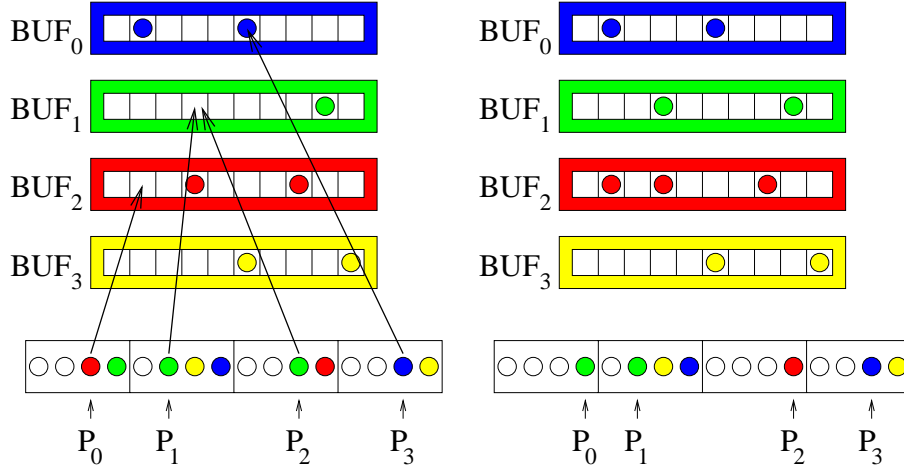 BUF₀ BUF₀
BUF₁ BUF₁
BUF₂ BUF₂
BUF₃ BUF₃
P₀ P₁ P₂ P₃ P₀ P₁ P₂ P₃